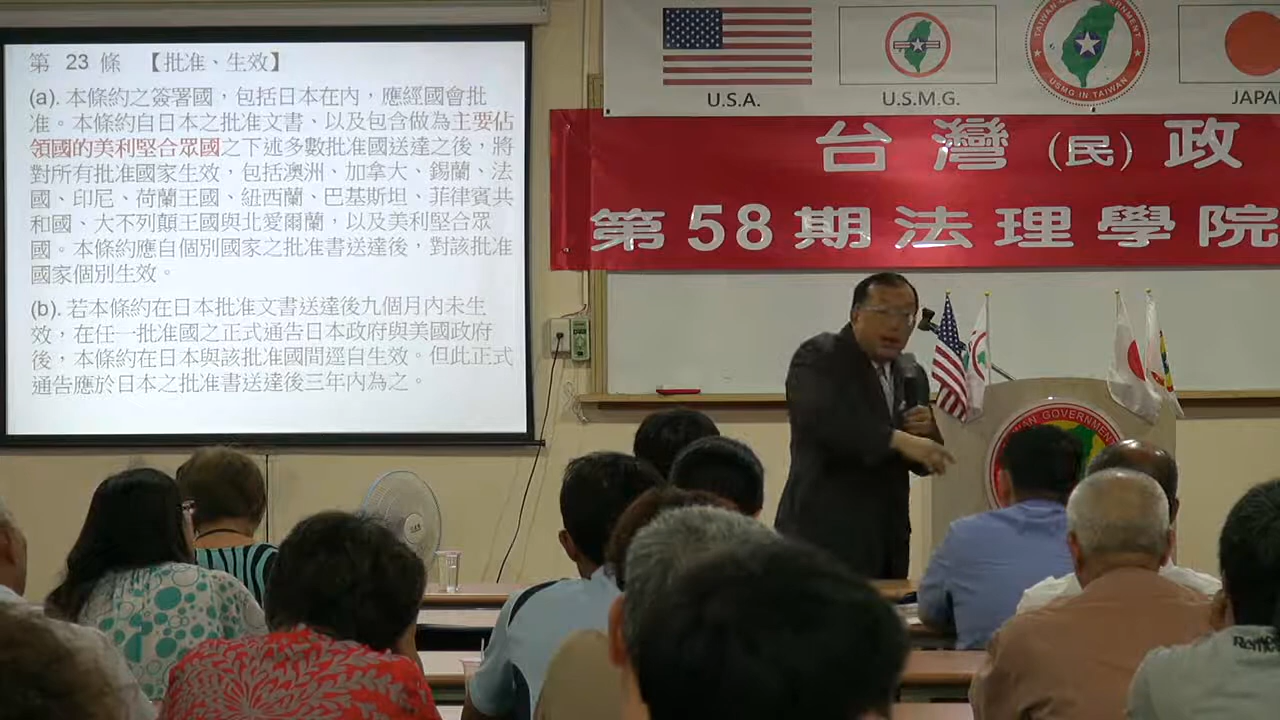 第 23 條 【批准、生效】
(a). 本條約之簽署國，包括日本在內，應經國會批
准。本條約自日本之批准文書、以及包含做為主要佔
領國的美利堅合眾國之下述多數批准國送達之後，將
對所有批准國家生效，包括澳洲、加拿大、錫蘭、法
國、印尼、荷蘭王國、紐西蘭、巴基斯坦、菲律賓共
和國、大不列顛王國與北愛爾蘭，以及美利堅合眾
國。本條約應自個別國家之批准書送達後，對該批准
國家個別生效。
(b). 若本條約在日本批准文書送達後九個月內未生
效，在任一批准國之正式通告日本政府與美國政府
後，本條約在日本與該批准國間逕自生效。但此正式
通告應於日本之批准書送達後三年內為之。
TAIWAN GOVERNMENT
USMG IN TAIWAN
U.S.A.
U.S.M.G.
JAPA
台灣(民)政
第58期法理學院
WAN GOVERNMENT